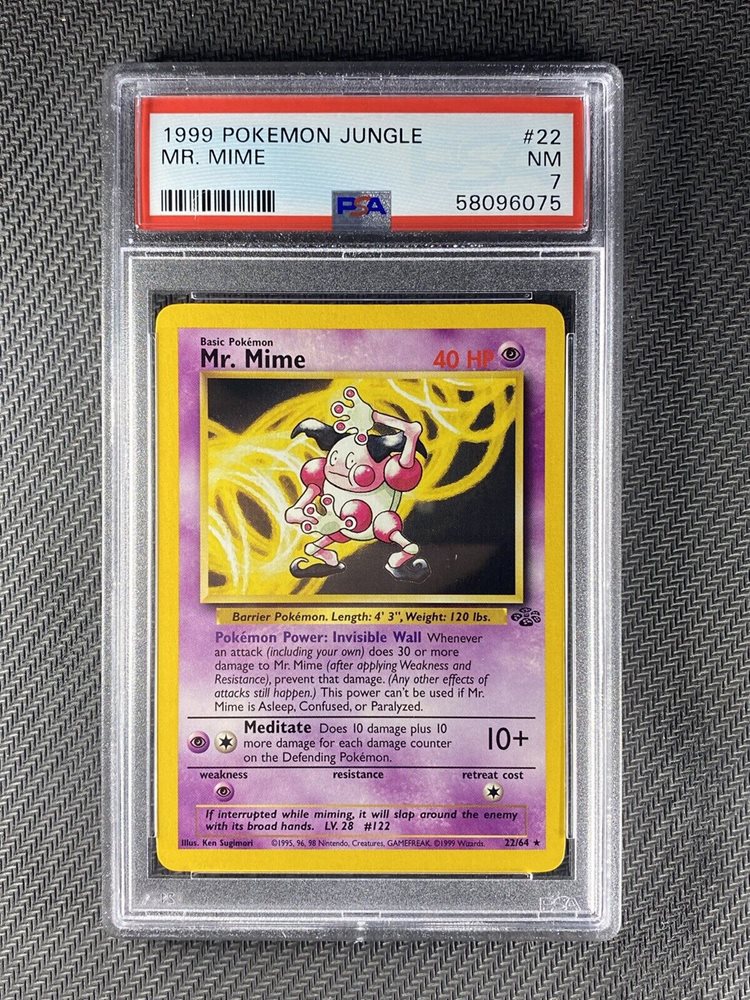 1999 POKEMON JUNGLE #22
MR. MIME NM
7
PSA 58096075
Basic Pokémon
Mr. Mime 40 HP
Barrier Pokémon. Length: 4' 3", Weight: 120 lbs.
Pokémon Power: Invisible Wall Whenever
an attack (including your own) does 30 or more
damage to Mr. Mime (after applying Weakness and
Resistance), prevent that damage. (Any other effects of
attacks still happen.) This power can't be used if Mr.
Mime is Asleep, Confused, or Paralyzed.
Meditate Does 10 damage plus 10
more damage for each damage counter
on the Defending Pokémon.
10+
weakness resistance retreat cost
If interrupted while miming, it will slap around the enemy
with its broad hands. LV. 28 #122
Illus. Ken Sugimori ©1995, 96, 98 Nintendo, Creatures, GAMEFREAK. ©1999 Wizards. 22/64 ★
PSA